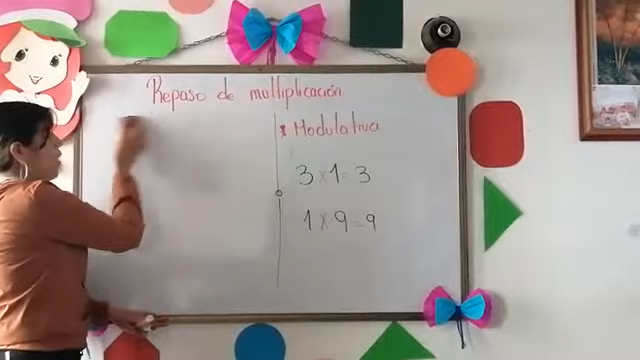 Repaso de multiplicación
* Modulativa
3 x 1 = 3
1 x 9 = 9